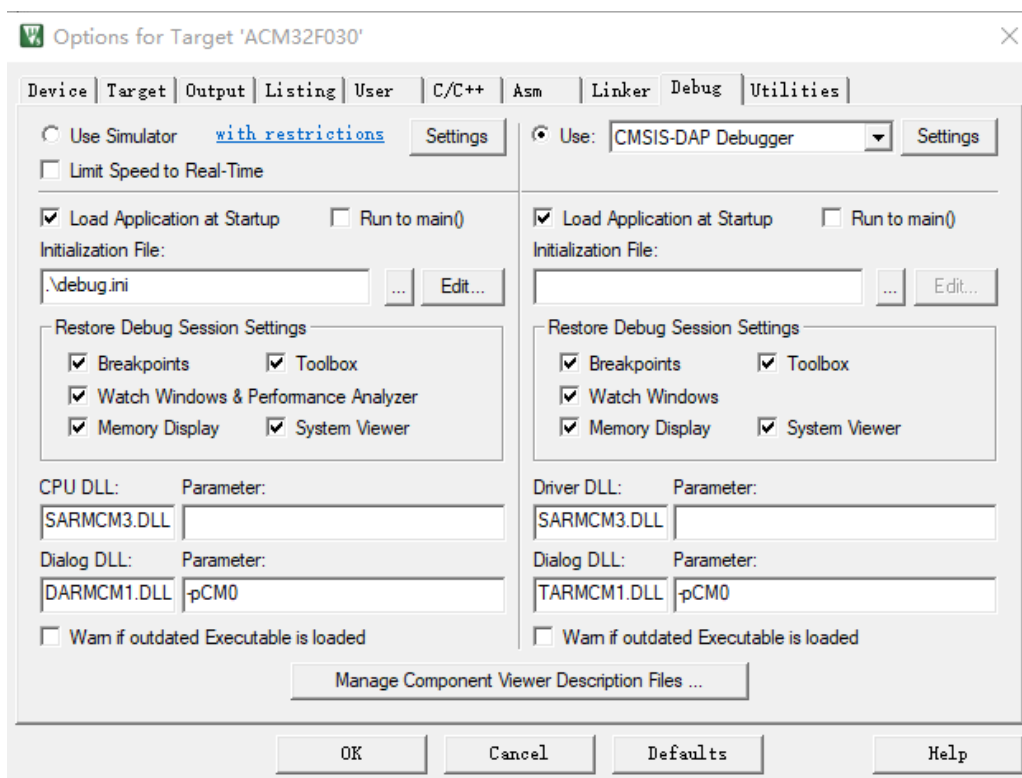 Options for Target 'ACM32F030'
Device Target Output Listing User C/C++ Asm Linker Debug Utilities
Use Simulator with restrictions Settings Use: CMSIS-DAP Debugger Settings
Limit Speed to Real-Time
Load Application at Startup Run to main() Load Application at Startup Run to main()
Initialization File: Initialization File:
.\debug.ini ... Edit... ... Edit...
Restore Debug Session Settings Restore Debug Session Settings
Breakpoints Toolbox Breakpoints Toolbox
Watch Windows & Performance Analyzer Watch Windows
Memory Display System Viewer Memory Display System Viewer
CPU DLL: Parameter: Driver DLL: Parameter:
SARMCM3.DLL SARMCM3.DLL
Dialog DLL: Parameter: Dialog DLL: Parameter:
DARMCM1.DLL -pCM0 TARMCM1.DLL -pCM0
Warn if outdated Executable is loaded Warn if outdated Executable is loaded
Manage Component Viewer Description Files ...
OK Cancel Defaults Help